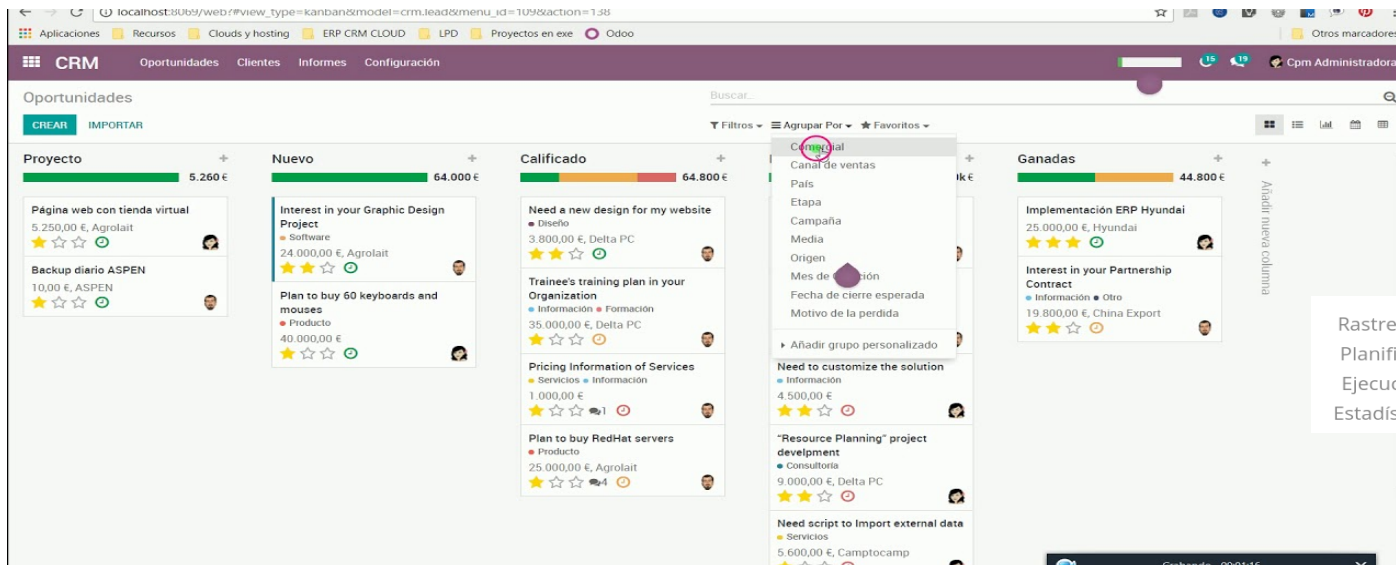 localhost:8069/web?#view_type=kanban&model=crm.lead&menu_id=109&action=138
Aplicaciones Recursos Clouds y hosting ERP CRM CLOUD LPD Proyectos en exe Odoo Otros marcadores
CRM Oportunidades Clientes Informes Configuración 15 19 Cpm Administradora
Oportunidades
Buscar...
CREAR IMPORTAR
Filtros Agrupar Por Favoritos
Comercial
Canal de ventas
País
Etapa
Campaña
Media
Origen
Mes de
Fecha de cierre esperada
Motivo de la perdida
Añadir grupo personalizado
Proyecto
5.260 €
Página web con tienda virtual
5.250,00 €, Agrolait
Backup diario ASPEN
10,00 €, ASPEN
Nuevo
64.000 €
Interest in your Graphic Design
Project
Software
24.000,00 €, Agrolait
Plan to buy 60 keyboards and
mouses
Producto
40.000,00 €
Calificado
64.800 €
Need a new design for my website
Diseño
3.800,00 €, Delta PC
Trainee's training plan in your
Organization
Información Formación
35.000,00 €, Delta PC
Pricing Information of Services
Servicios Información
1.000,00 €
1
Plan to buy RedHat servers
Producto
25.000,00 €, Agrolait
4
k €
Need to customize the solution
Información
4.500,00 €
"Resource Planning" project
develpment
Consultoría
9.000,00 €, Delta PC
Need script to Import external data
Servicios
5.600,00 €, Camptocamp
Ganadas
44.800 €
Implementación ERP Hyundai
25.000,00 €, Hyundai
Interest in your Partnership
Contract
Información Otro
19.800,00 €, China Export
Añadir nueva columna
Rastre
Planifi
Ejecuc
Estadís
Grabando 00:01:16